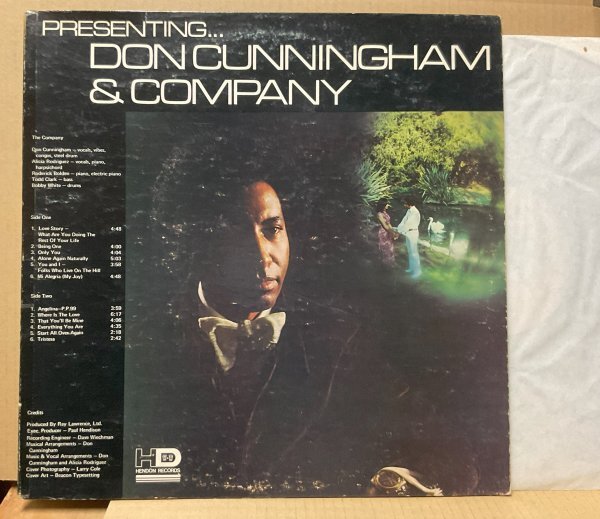 PRESENTING...
DON CUNNINGHAM
& COMPANY
The Company
Don Cunningham — vocals, vibes,
congas, steel drum
Alicia Rodriguez — vocals, piano,
harpsichord
Roderick Bolden — piano, electric piano
Todd Clark — bass
Bobby White — drums
Side One
1. Love Story — 4:48
What Are You Doing The
Rest Of Your Life
2. Being One 4:00
3. Only You 4:04
4. Alone Again Naturally 5:03
5. You and I — 3:58
Folks Who Live On The Hill
6. Mi Alegria (My Joy) 4:48
Side Two
1. Angelina—P.P.99 3:59
2. Where Is The Love 6:17
3. That You'll Be Mine 4:06
4. Everything You Are 4:35
5. Start All Over Again 2:18
6. Tristeza 2:42
Credits
Produced By Ray Lawrence, Ltd.
Exec. Producer — Paul Hendison
Recording Engineer — Dave Wiechman
Musical Arrangements — Don
Cunningham
Music & Vocal Arrangements — Don
Cunningham and Alicia Rodriguez
Cover Photography — Larry Cole
Cover Art — Beacon Typesetting
HD
HENDON RECORDS